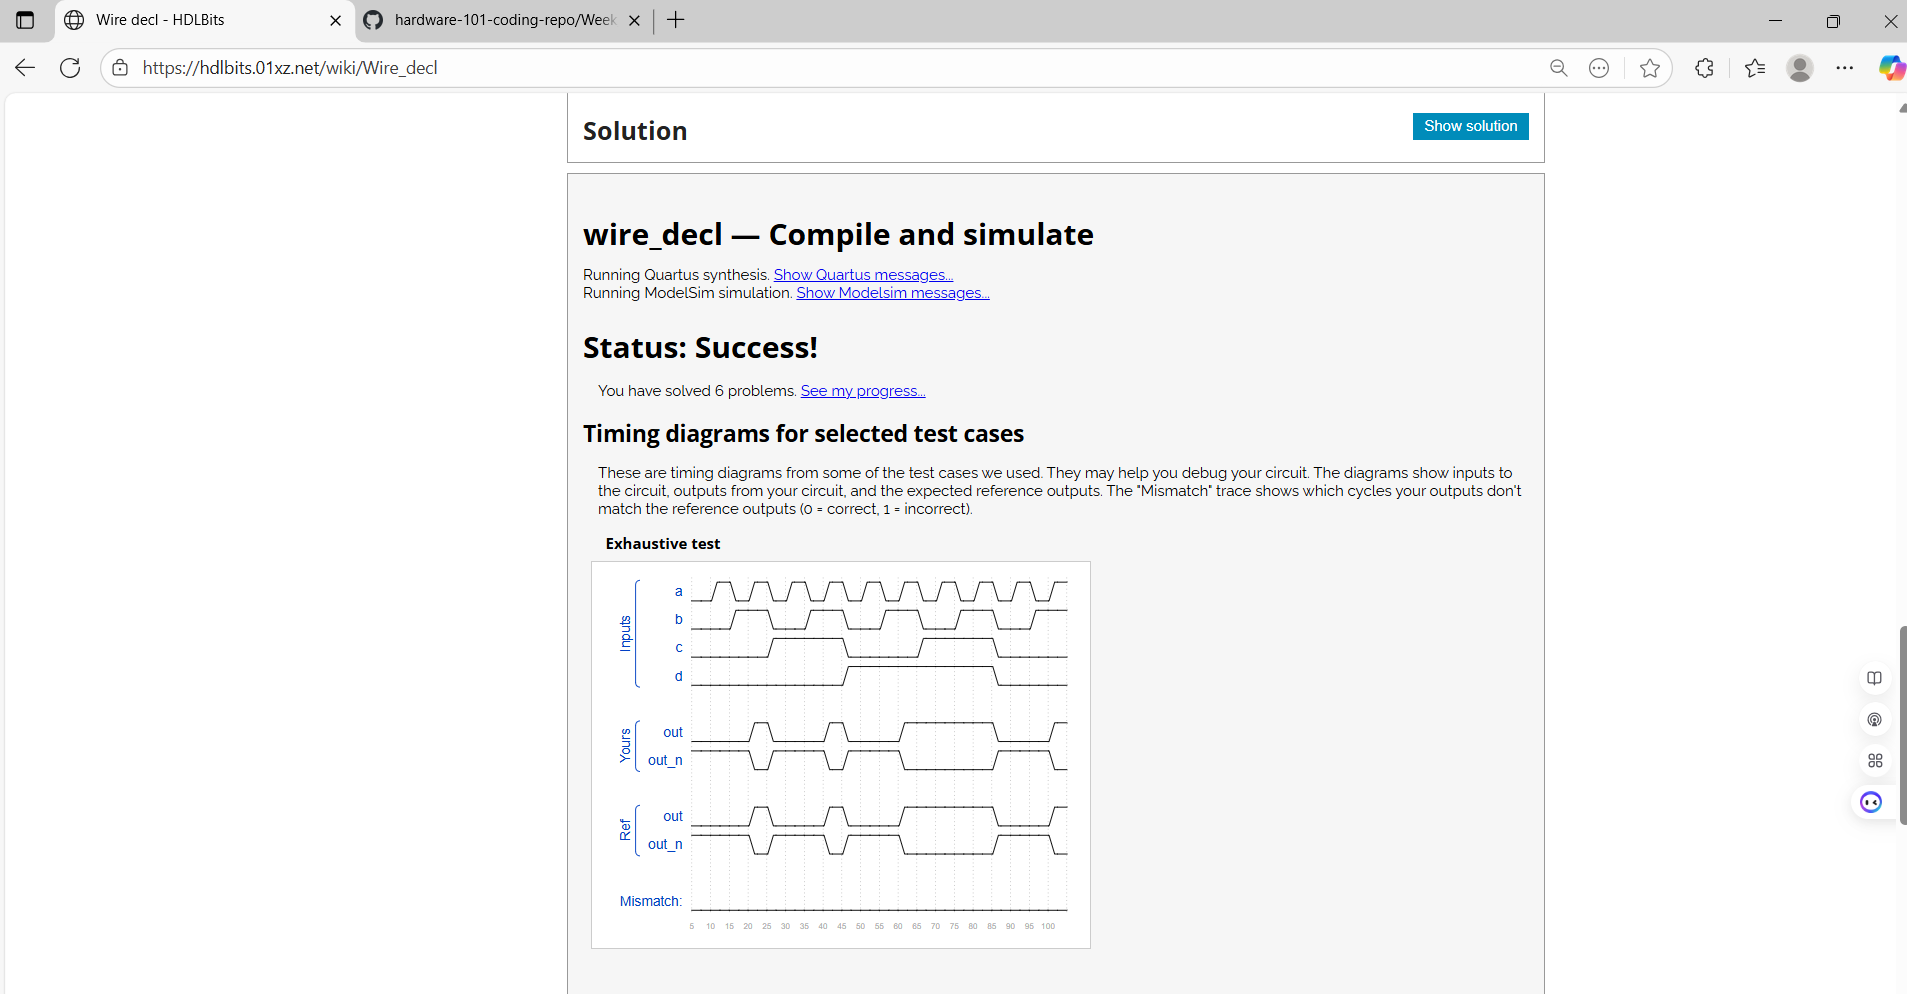 Wire decl - HDLBits
hardware-101-coding-repo/Week
https://hdlbits.01xz.net/wiki/Wire_decl
Solution
Show solution
wire_decl — Compile and simulate
Running Quartus synthesis. Show Quartus messages...
Running ModelSim simulation. Show Modelsim messages...
Status: Success!
You have solved 6 problems. See my progress...
Timing diagrams for selected test cases
These are timing diagrams from some of the test cases we used. They may help you debug your circuit. The diagrams show inputs to
the circuit, outputs from your circuit, and the expected reference outputs. The "Mismatch" trace shows which cycles your outputs don't
match the reference outputs (0 = correct, 1 = incorrect).
Exhaustive test
Inputs
a
b
c
d
Yours
out
out_n
Ref
out
out_n
Mismatch:
5 10 15 20 25 30 35 40 45 50 55 60 65 70 75 80 85 90 95 100